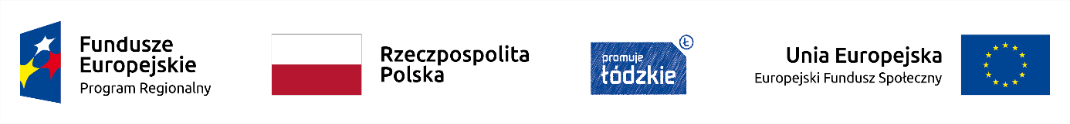 Fundusze
Europejskie
Program Regionalny
Rzeczpospolita
Polska
Ł
promuje
łódzkie
Unia Europejska
Europejski Fundusz Społeczny